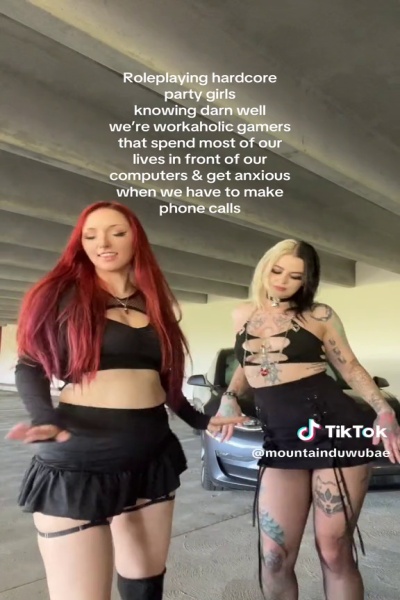 Roleplaying hardcore
party girls
knowing darn well
we're workaholic gamers
that spend most of our
lives in front of our
computers & get anxious
when we have to make
phone calls
TikTok
@mountainduwubae